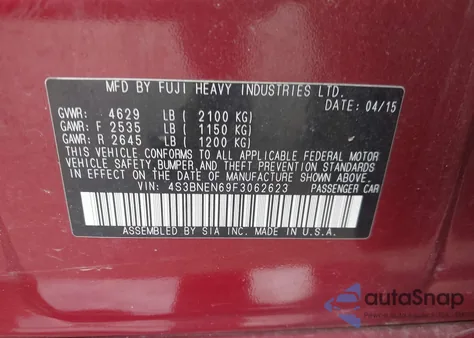 MFD BY FUJI HEAVY INDUSTRIES LTD.
DATE: 04/15
GVWR: 4629 LB ( 2100 KG)
GAWR: F 2535 LB ( 1150 KG)
GAWR: R 2645 LB ( 1200 KG)
THIS VEHICLE CONFORMS TO ALL APPLICABLE FEDERAL MOTOR
VEHICLE SAFETY, BUMPER, AND THEFT PREVENTION STANDARDS
IN EFFECT ON THE DATE OF MANUFACTURE SHOWN ABOVE.
VIN: 4S3BNEN69F3062623 PASSENGER CAR
ASSEMBLED BY SIA INC. MADE IN U.S.A.
autaSnap